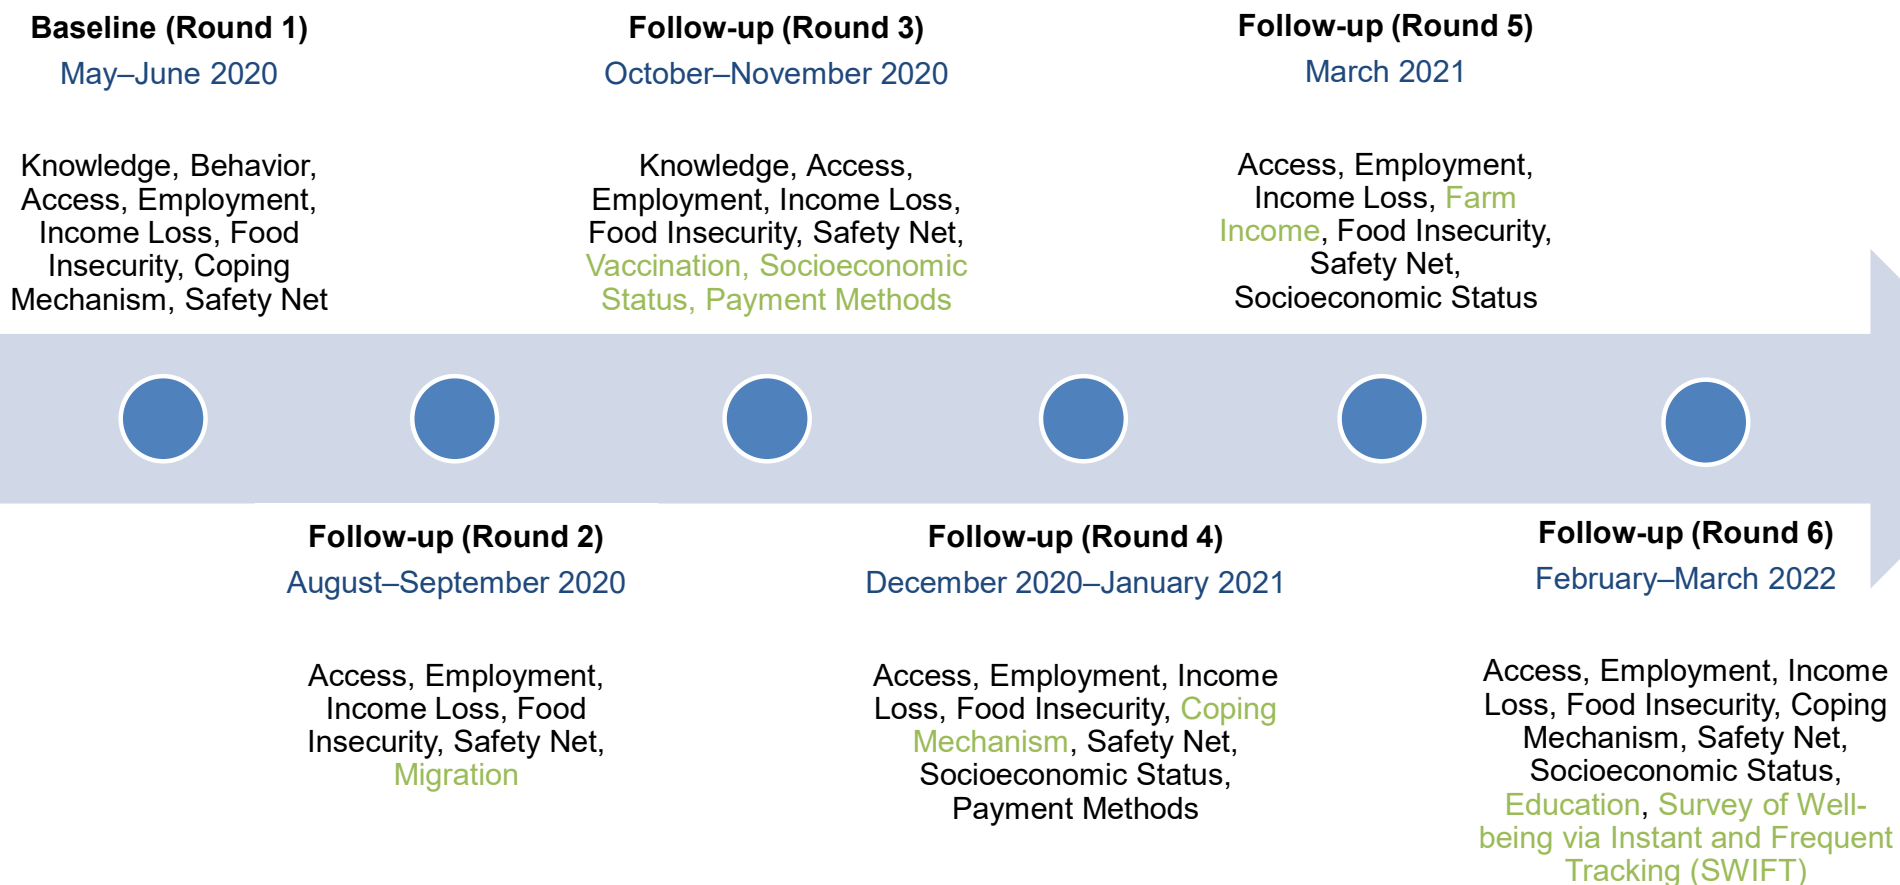 Baseline (Round 1)
May–June 2020
Knowledge, Behavior,
Access, Employment,
Income Loss, Food
Insecurity, Coping
Mechanism, Safety Net
Follow-up (Round 3)
October–November 2020
Knowledge, Access,
Employment, Income Loss,
Food Insecurity, Safety Net,
Vaccination, Socioeconomic
Status, Payment Methods
Follow-up (Round 5)
March 2021
Access, Employment,
Income Loss, Farm
Income, Food Insecurity,
Safety Net,
Socioeconomic Status
Follow-up (Round 2)
August–September 2020
Access, Employment,
Income Loss, Food
Insecurity, Safety Net,
Migration
Follow-up (Round 4)
December 2020–January 2021
Access, Employment, Income
Loss, Food Insecurity, Coping
Mechanism, Safety Net,
Socioeconomic Status,
Payment Methods
Follow-up (Round 6)
February–March 2022
Access, Employment, Income
Loss, Food Insecurity, Coping
Mechanism, Safety Net,
Socioeconomic Status,
Education, Survey of Well-
being via Instant and Frequent
Tracking (SWIFT)